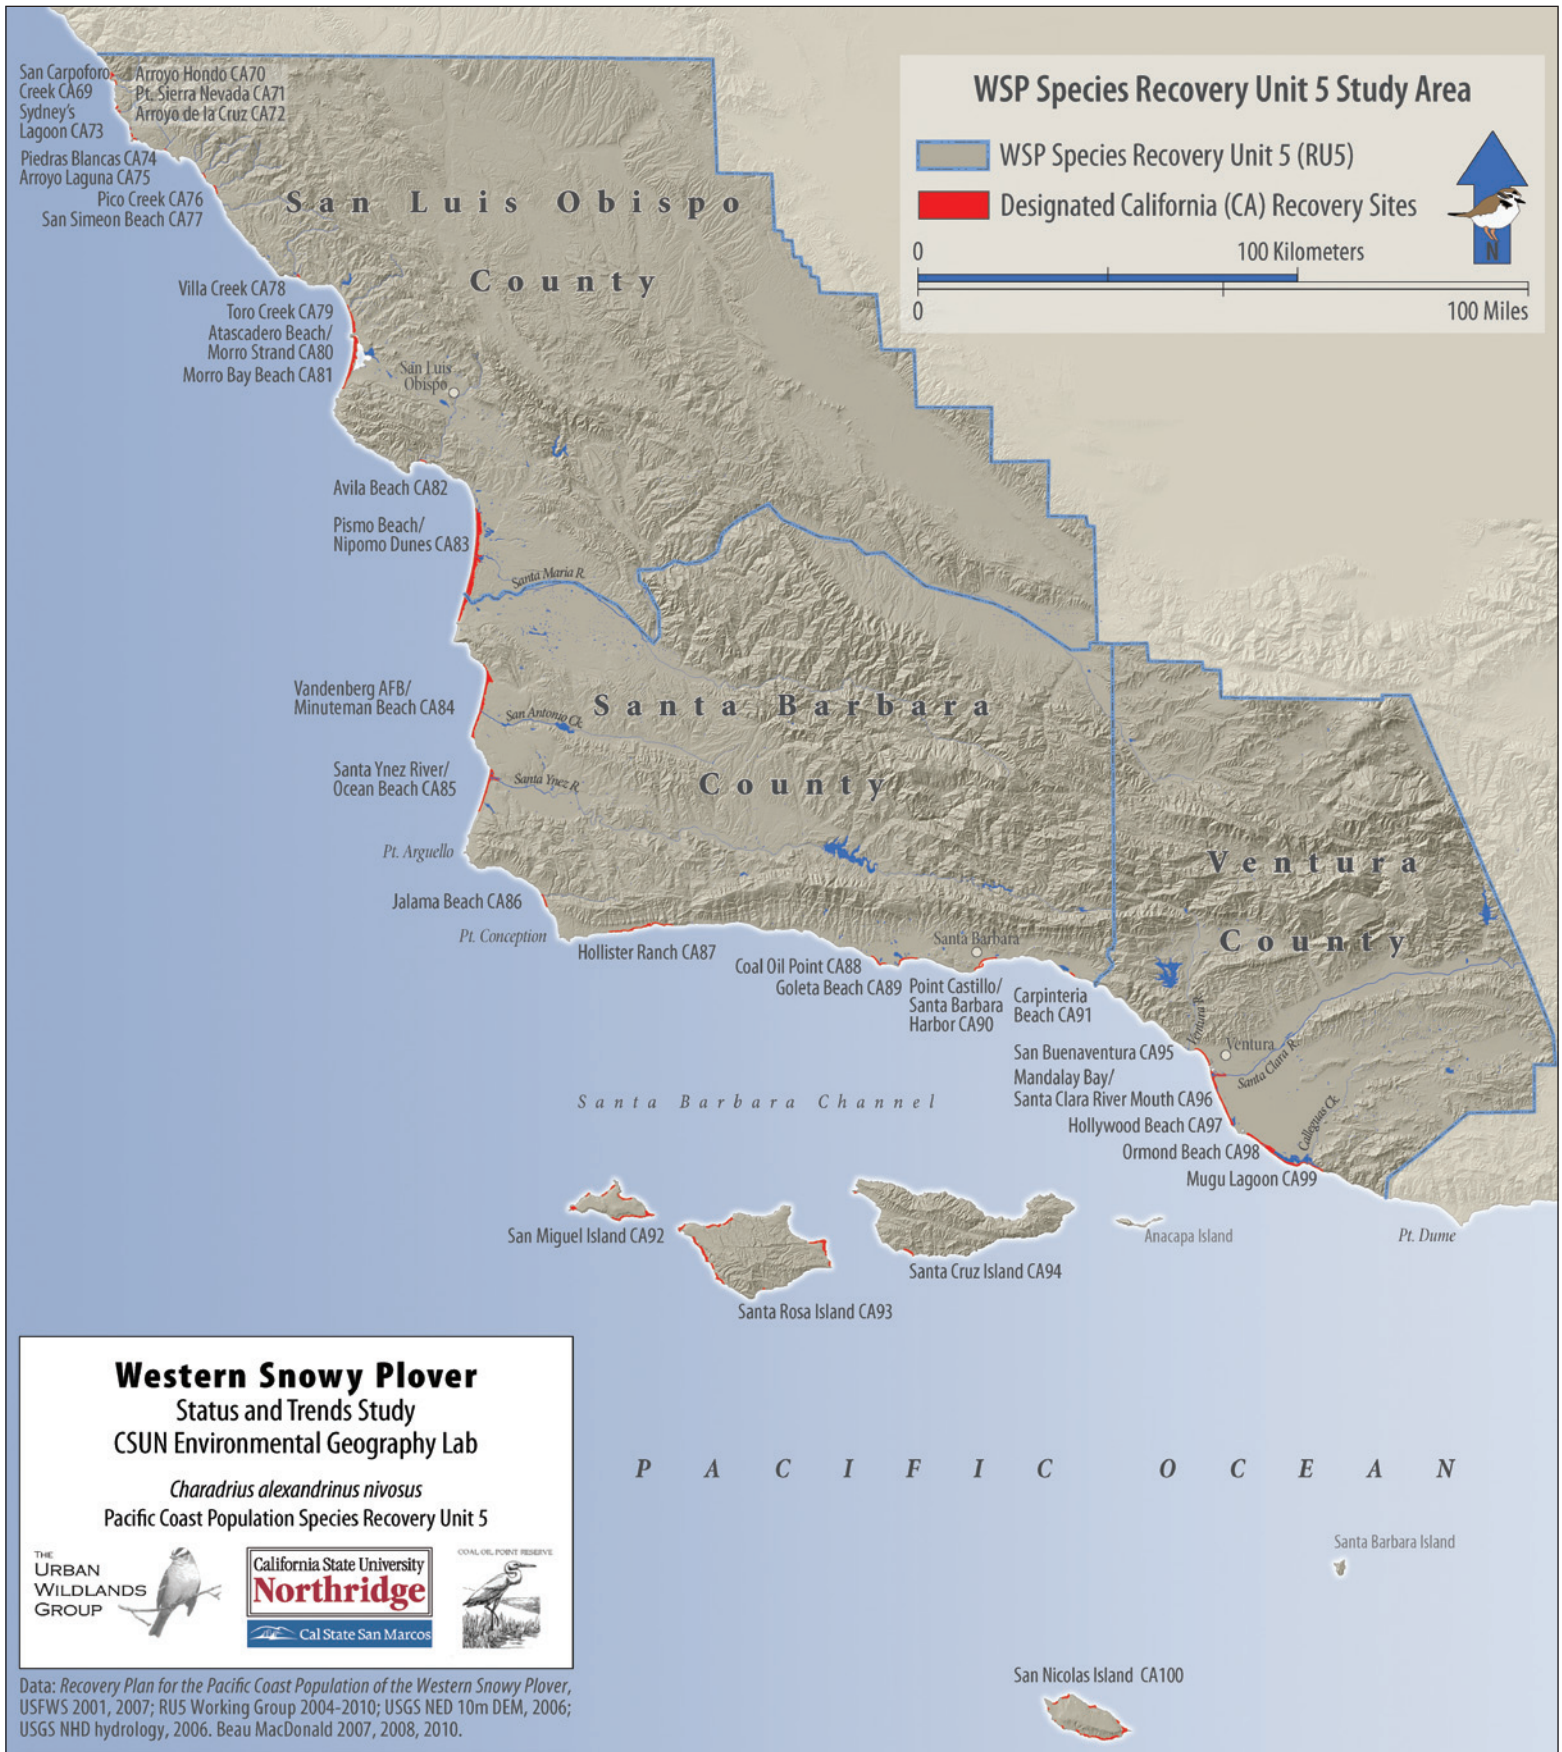 WSP Species Recovery Unit 5 Study Area
WSP Species Recovery Unit 5 (RU5)
Designated California (CA) Recovery Sites
0
100 Kilometers
0
100 Miles
N
San Carpoforo
Creek CA69
Arroyo Hondo CA70
Pt. Sierra Nevada CA71
Arroyo de la Cruz CA72
Sydney's
Lagoon CA73
Piedras Blancas CA74
Arroyo Laguna CA75
Pico Creek CA76
San Simeon Beach CA77
San Luis Obispo
County
Villa Creek CA78
Toro Creek CA79
Atascadero Beach/
Morro Strand CA80
Morro Bay Beach CA81
San Luis
Obispo
Avila Beach CA82
Pismo Beach/
Nipomo Dunes CA83
Santa Maria R.
Vandenberg AFB/
Minuteman Beach CA84
San Antonio Ck.
Santa Barbara
County
Santa Ynez River/
Ocean Beach CA85
Santa Ynez R.
Pt. Arguello
Jalama Beach CA86
Pt. Conception
Hollister Ranch CA87
Coal Oil Point CA88
Goleta Beach CA89
Santa Barbara
Point Castillo/
Santa Barbara
Harbor CA90
Carpinteria
Beach CA91
Ventura
County
Ventura R.
Ventura
Santa Clara R.
Calleguas Ck.
San Buenaventura CA95
Mandalay Bay/
Santa Clara River Mouth CA96
Hollywood Beach CA97
Ormond Beach CA98
Mugu Lagoon CA99
Santa Barbara Channel
San Miguel Island CA92
Santa Rosa Island CA93
Santa Cruz Island CA94
Anacapa Island
Pt. Dume
PACIFIC OCEAN
Santa Barbara Island
San Nicolas Island CA100
Western Snowy Plover
Status and Trends Study
CSUN Environmental Geography Lab
Charadrius alexandrinus nivosus
Pacific Coast Population Species Recovery Unit 5
THE
URBAN
WILDLANDS
GROUP
California State University
Northridge
Cal State San Marcos
COAL OIL POINT RESERVE
Data: Recovery Plan for the Pacific Coast Population of the Western Snowy Plover,
USFWS 2001, 2007; RU5 Working Group 2004-2010; USGS NED 10m DEM, 2006;
USGS NHD hydrology, 2006. Beau MacDonald 2007, 2008, 2010.